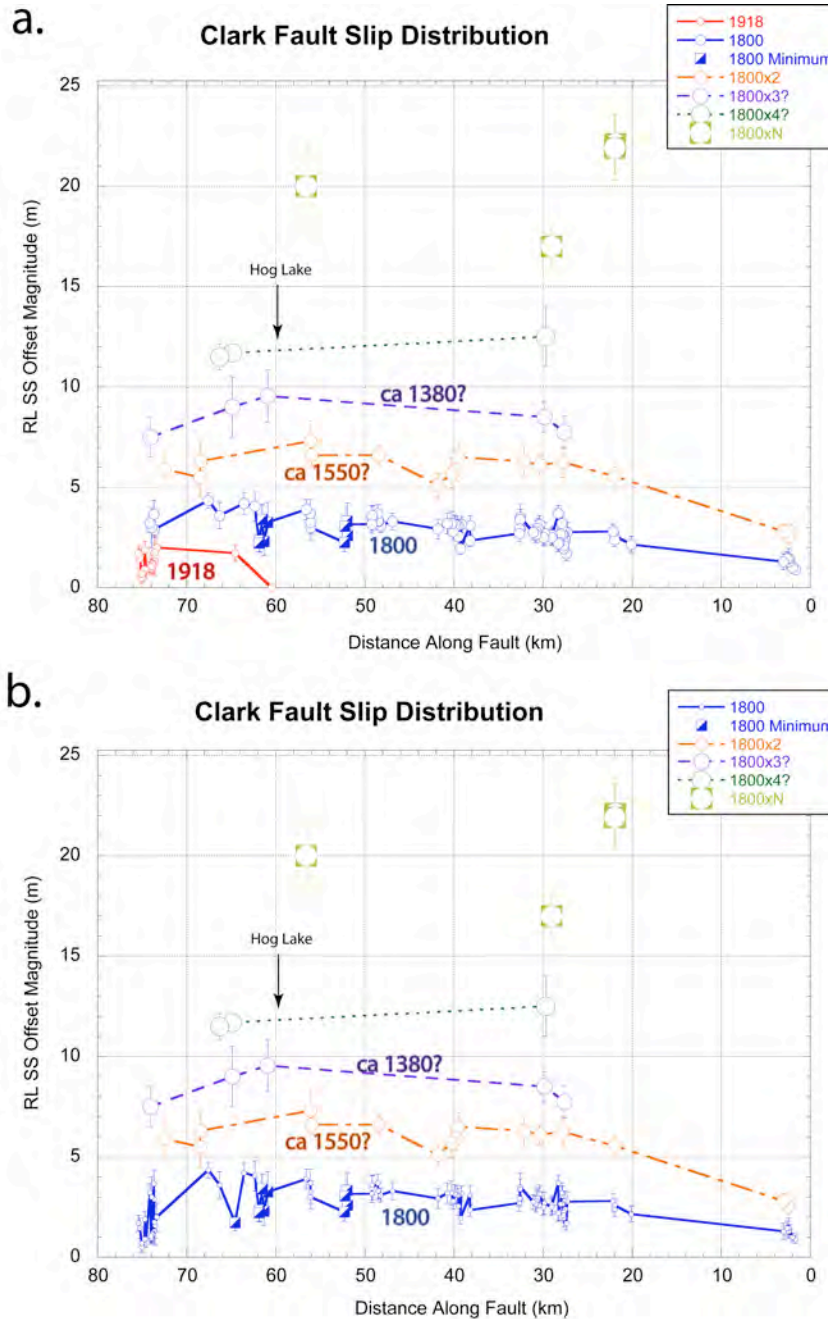 a.
Clark Fault Slip Distribution
1918
1800
1800 Minimum
1800x2
1800x3?
1800x4?
1800xN
25
20
15
10
5
0
RL SS Offset Magnitude (m)
Hog Lake
ca 1380?
ca 1550?
1800
1918
80 70 60 50 40 30 20 10 0
Distance Along Fault (km)
b.
Clark Fault Slip Distribution
1800
1800 Minimum
1800x2
1800x3?
1800x4?
1800xN
25
20
15
10
5
0
RL SS Offset Magnitude (m)
Hog Lake
ca 1380?
ca 1550?
1800
80 70 60 50 40 30 20 10 0
Distance Along Fault (km)